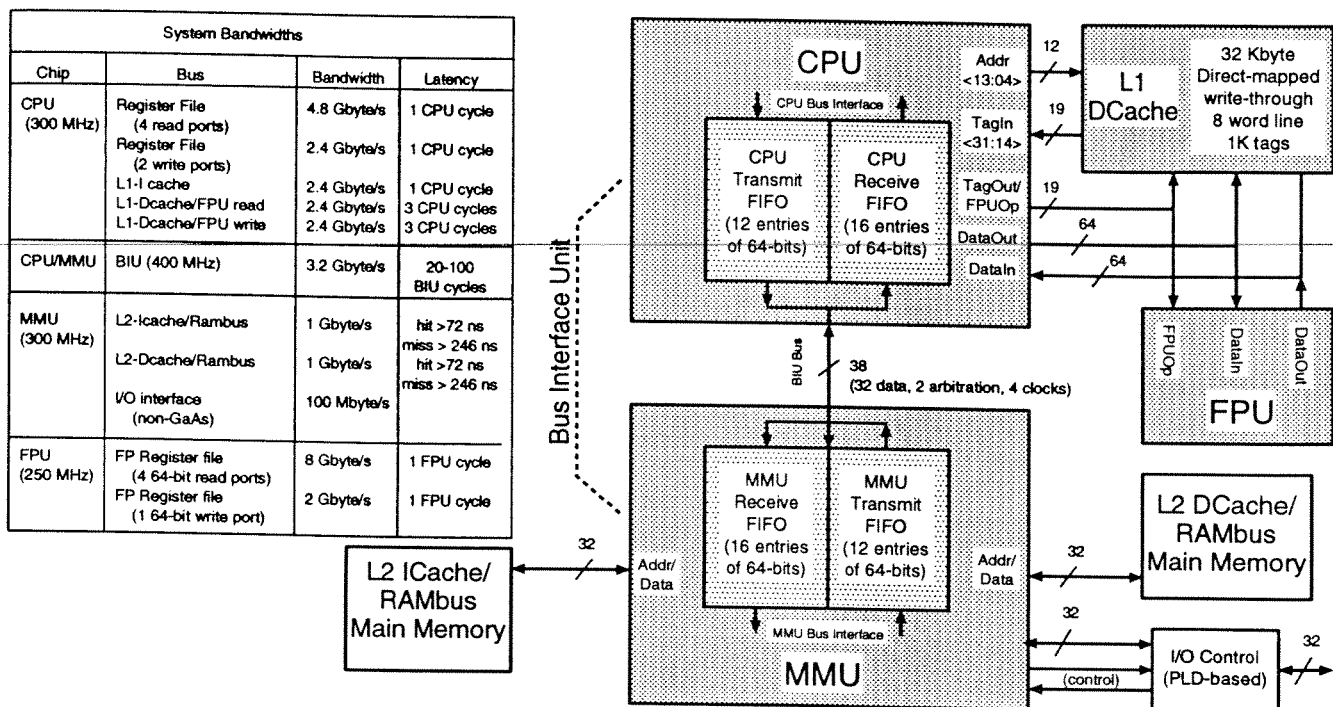 System Bandwidths
Chip Bus Bandwidth Latency
CPU Register File 4.8 Gbyte/s 1 CPU cycle
(300 MHz) (4 read ports)
Register File 2.4 Gbyte/s 1 CPU cycle
(2 write ports)
L1-I cache 2.4 Gbyte/s 1 CPU cycle
L1-Dcache/FPU read 2.4 Gbyte/s 3 CPU cycles
L1-Dcache/FPU write 2.4 Gbyte/s 3 CPU cycles
CPU/MMU BIU (400 MHz) 3.2 Gbyte/s 20-100
BIU cycles
MMU L2-Icache/Rambus 1 Gbyte/s hit >72 ns
(300 MHz) miss > 246 ns
L2-Dcache/Rambus 1 Gbyte/s hit >72 ns
miss > 246 ns
I/O interface 100 Mbyte/s
(non-GaAs)
FPU FP Register file 8 Gbyte/s 1 FPU cycle
(250 MHz) (4 64-bit read ports)
FP Register file 2 Gbyte/s 1 FPU cycle
(1 64-bit write port)
Bus Interface Unit
CPU
CPU Bus Interface
CPU
Transmit
FIFO
(12 entries
of 64-bits)
CPU
Receive
FIFO
(16 entries
of 64-bits)
Addr
<13:04>
TagIn
<31:14>
TagOut/
FPUOp
DataOut
DataIn
12
19
19
64
64
L1
DCache
32 Kbyte
Direct-mapped
write-through
8 word line
1K tags
FPUOp
DataIn
DataOut
FPU
BIU Bus
38
(32 data, 2 arbitration, 4 clocks)
MMU
Receive
FIFO
(16 entries
of 64-bits)
MMU
Transmit
FIFO
(12 entries
of 64-bits)
MMU Bus Interface
MMU
Addr/
Data
Addr/
Data
32
L2 ICache/
RAMbus
Main Memory
32
L2 DCache/
RAMbus
Main Memory
32
(control)
I/O Control
(PLD-based)
32